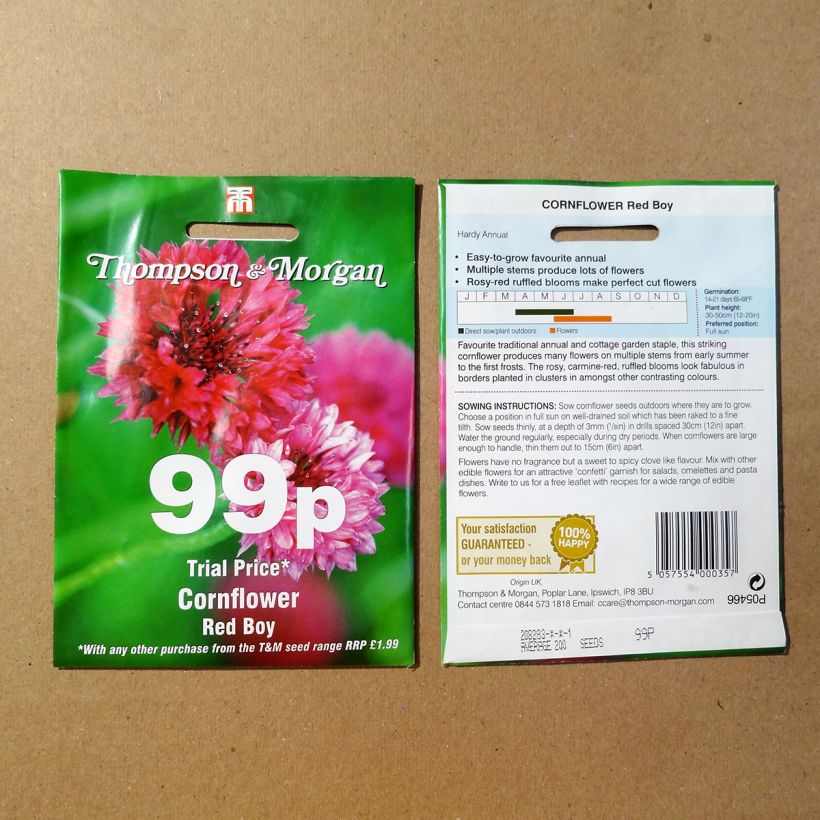 Thompson & Morgan
99p
Trial Price*
Cornflower
Red Boy
*With any other purchase from the T&M seed range RRP £1.99
CORNFLOWER Red Boy
Hardy Annual
• Easy-to-grow favourite annual
• Multiple stems produce lots of flowers
• Rosy-red ruffled blooms make perfect cut flowers
J F M A M J J A S O N D
Direct sow/plant outdoors Flowers
Germination:
14-21 days 65-68°F
Plant height:
30-50cm (12-20in)
Preferred position:
Full sun
Favourite traditional annual and cottage garden staple, this striking
cornflower produces many flowers on multiple stems from early summer
to the first frosts. The rosy, carmine-red, ruffled blooms look fabulous in
borders planted in clusters in amongst other contrasting colours.
SOWING INSTRUCTIONS: Sow cornflower seeds outdoors where they are to grow.
Choose a position in full sun on well-drained soil which has been raked to a fine
tilth. Sow seeds thinly, at a depth of 3mm in drills spaced 30cm (12in) apart.
Water the ground regularly, especially during dry periods. When cornflowers are large
enough to handle, thin them out to 15cm (6in) apart.
Flowers have no fragrance but a sweet to spicy clove like flavour. Mix with other
edible flowers for an attractive 'confetti' garnish for salads, omelettes and pasta
dishes. Write to us for a free leaflet with recipes for a wide range of edible
flowers.
Your satisfaction
GUARANTEED -
or your money back
100%
HAPPY
5 057554 000357
Origin UK.
Thompson & Morgan, Poplar Lane, Ipswich, IP8 3BU
Contact centre 0844 573 1818 Email: ccare@thompson-morgan.com
P05466
208283-X-X-1
AVERAGE 200 SEEDS 99P